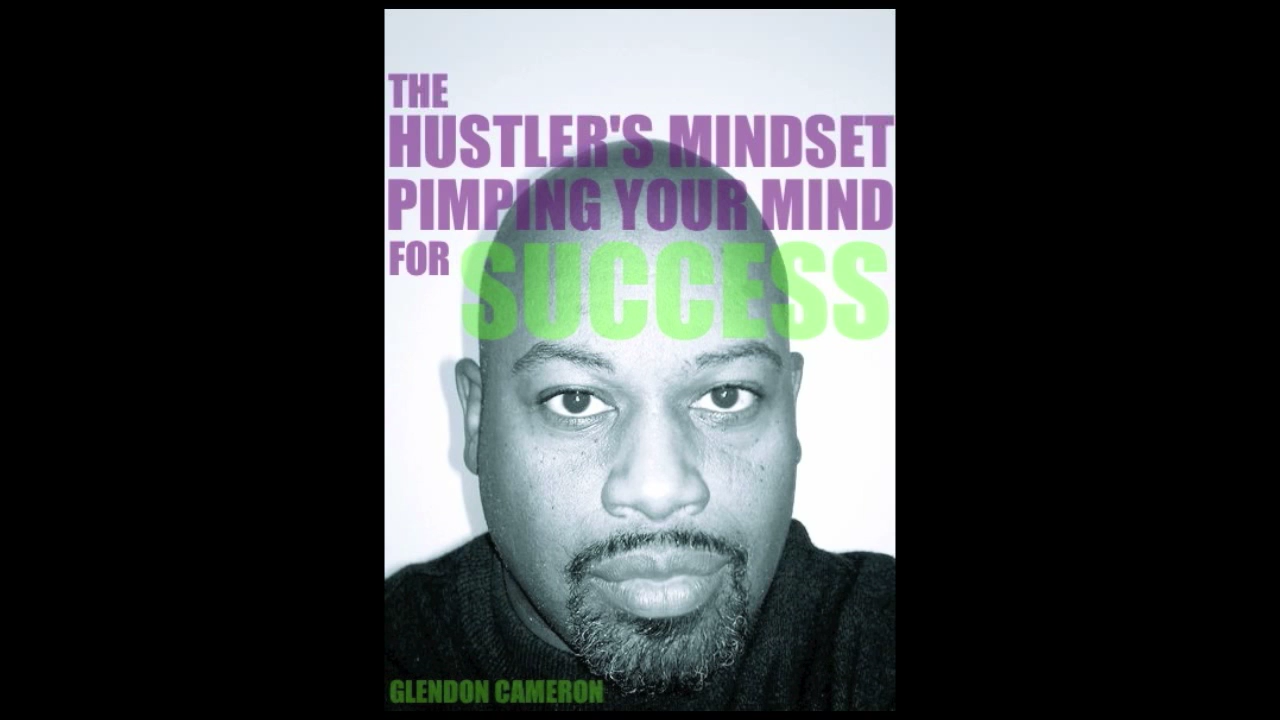 THE
HUSTLER'S MINDSET
PIMPING YOUR MIND
FOR SUCCESS
GLENDON CAMERON